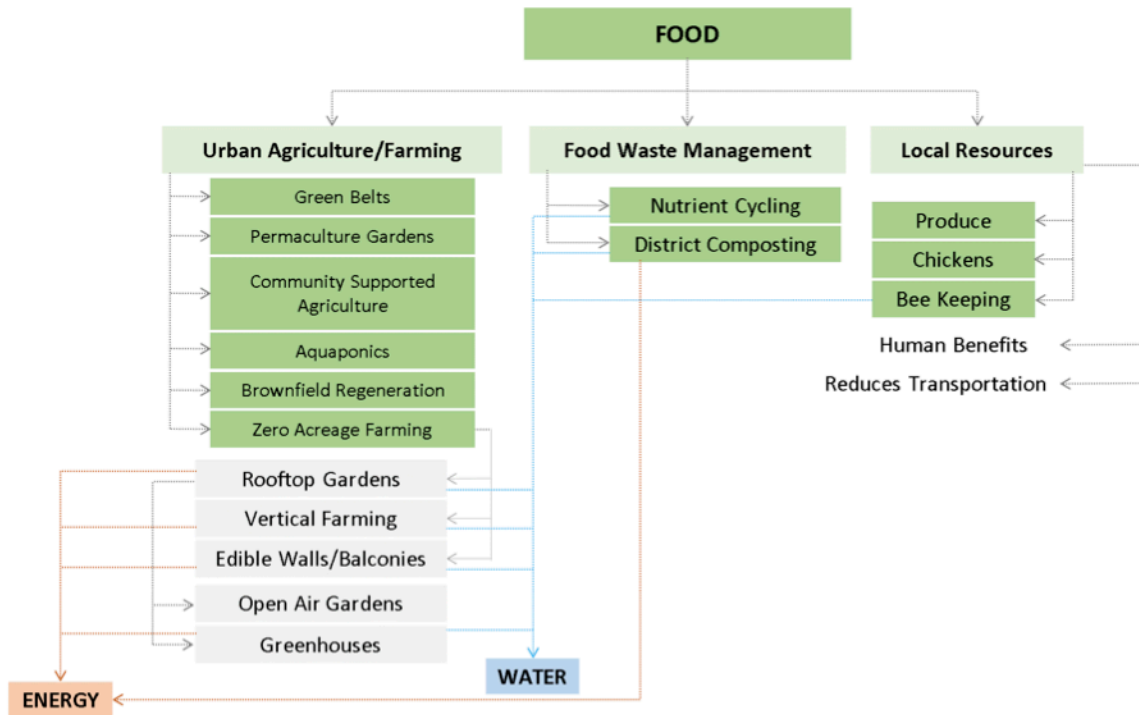 FOOD
Urban Agriculture/Farming
Green Belts
Permaculture Gardens
Community Supported
Agriculture
Aquaponics
Brownfield Regeneration
Zero Acreage Farming
Rooftop Gardens
Vertical Farming
Edible Walls/Balconies
Open Air Gardens
Greenhouses
Food Waste Management
Nutrient Cycling
District Composting
Local Resources
Produce
Chickens
Bee Keeping
Human Benefits
Reduces Transportation
WATER
ENERGY